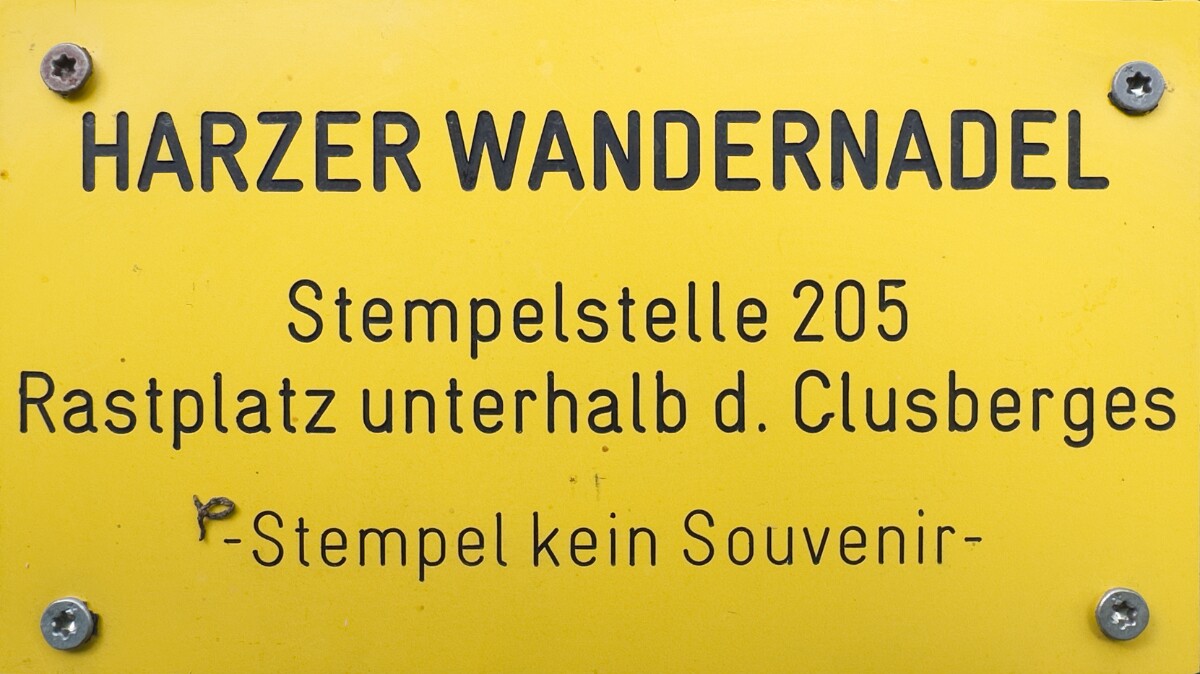 HARZER WANDERNADEL
Stempelstelle 205
Rastplatz unterhalb d. Clusberges
-Stempel kein Souvenir-